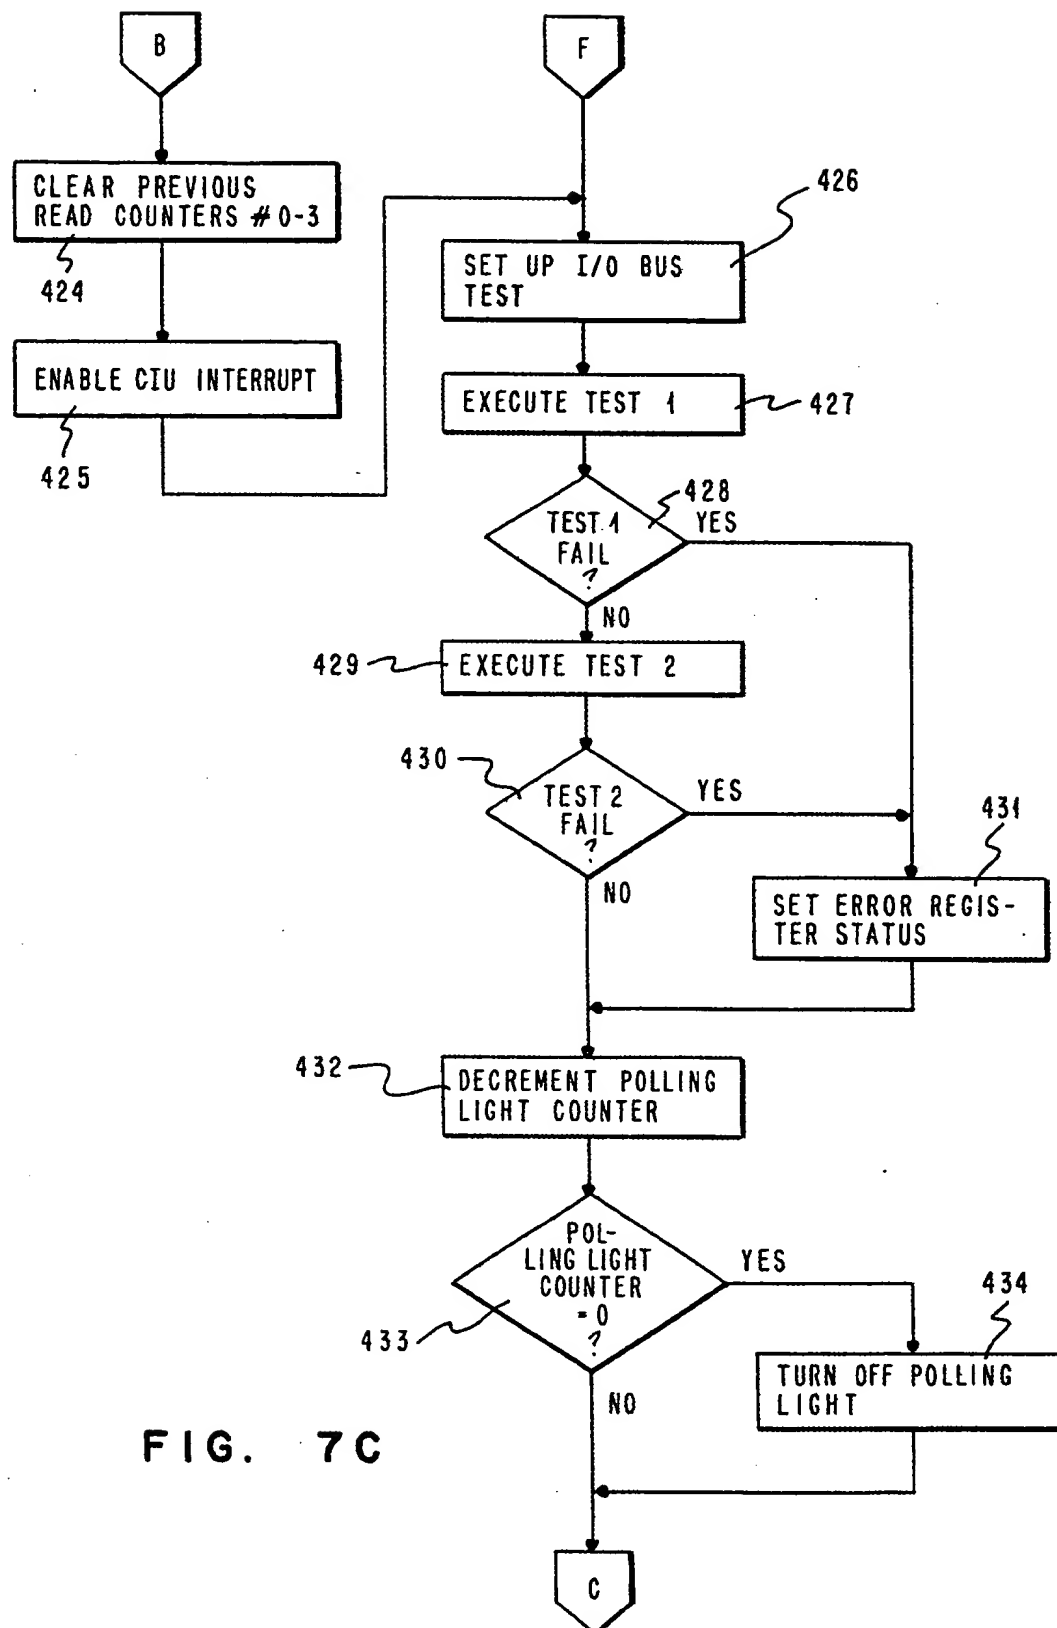 B
F
CLEAR PREVIOUS
READ COUNTERS #0-3
424
426
SET UP I/O BUS
TEST
ENABLE CIU INTERRUPT
425
EXECUTE TEST 1
427
428
TEST 1
FAIL
?
YES
NO
429
EXECUTE TEST 2
430
TEST 2
FAIL
?
YES
NO
431
SET ERROR REGIS-
TER STATUS
432
DECREMENT POLLING
LIGHT COUNTER
POL-
LING LIGHT
COUNTER
=0
?
YES
433
NO
434
TURN OFF POLLING
LIGHT
FIG. 7C
C